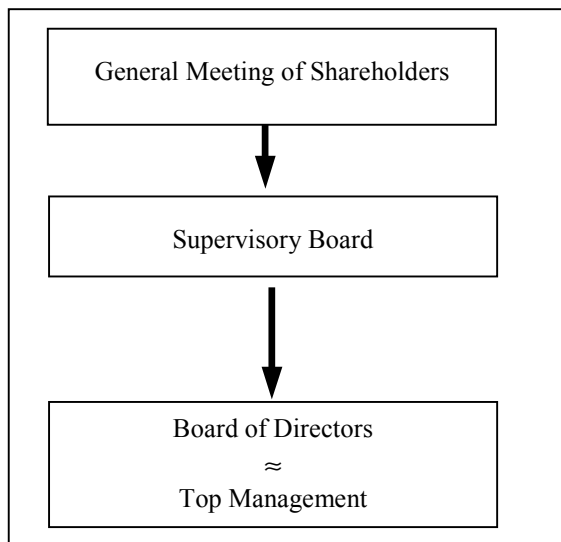 General Meeting of Shareholders
Supervisory Board
Board of Directors
≈
Top Management